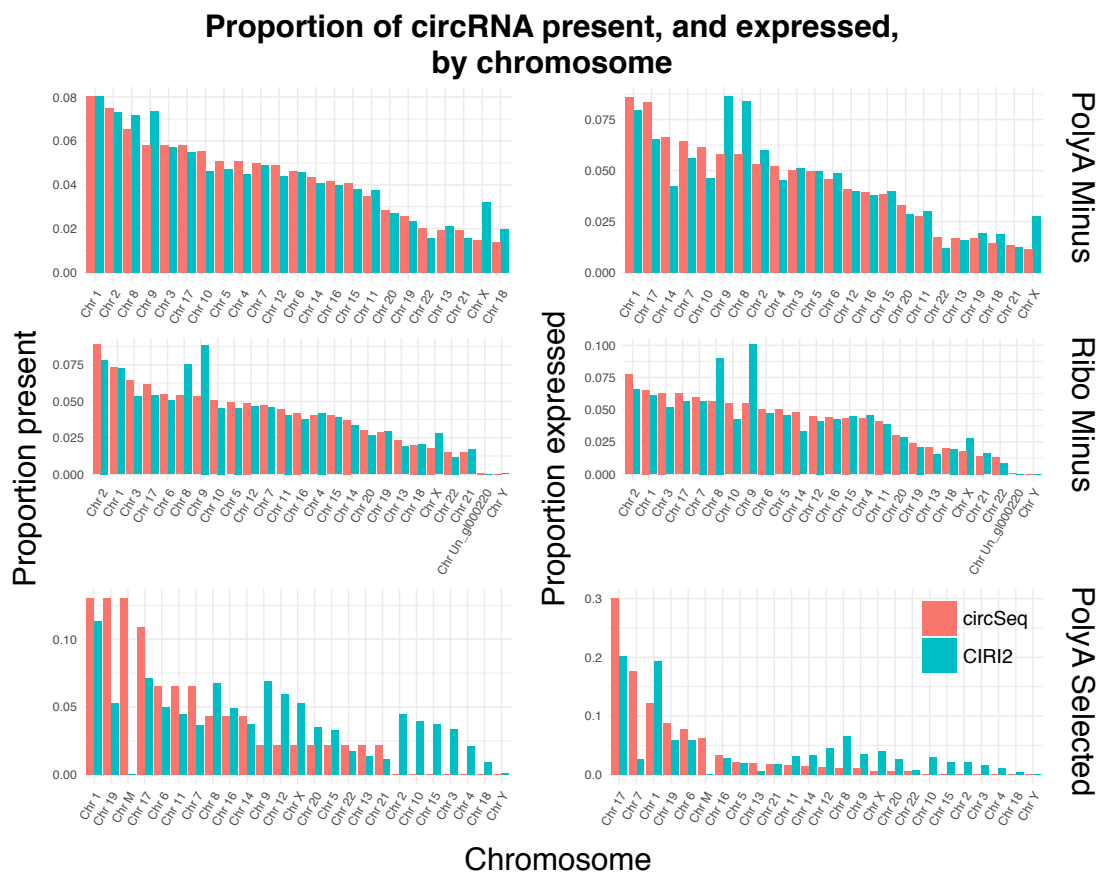 Proportion of circRNA present, and expressed,
by chromosome
Proportion present
0.08
0.06
0.04
0.02
0.00
Chr 1
Chr 2
Chr 8
Chr 9
Chr 3
Chr 17
Chr 10
Chr 5
Chr 4
Chr 7
Chr 12
Chr 6
Chr 14
Chr 16
Chr 15
Chr 11
Chr 20
Chr 19
Chr 22
Chr 13
Chr 21
Chr X
Chr 18
Proportion expressed
0.075
0.050
0.025
0.000
Chr 1
Chr 17
Chr 14
Chr 7
Chr 10
Chr 9
Chr 8
Chr 2
Chr 4
Chr 3
Chr 5
Chr 6
Chr 12
Chr 16
Chr 15
Chr 20
Chr 11
Chr 22
Chr 13
Chr 19
Chr 18
Chr 21
Chr X
PolyA Minus
0.075
0.050
0.025
0.000
Chr 2
Chr 1
Chr 3
Chr 17
Chr 6
Chr 8
Chr 9
Chr 10
Chr 5
Chr 12
Chr 7
Chr 11
Chr 16
Chr 4
Chr 15
Chr 14
Chr 20
Chr 19
Chr 13
Chr 18
Chr X
Chr 22
Chr 21
Chr Un_gl000220
Chr Y
0.100
0.075
0.050
0.025
0.000
Chr 2
Chr 1
Chr 3
Chr 17
Chr 7
Chr 8
Chr 10
Chr 9
Chr 6
Chr 5
Chr 14
Chr 12
Chr 16
Chr 15
Chr 4
Chr 11
Chr 20
Chr 19
Chr 13
Chr 18
Chr X
Chr 21
Chr 22
Chr Un_gl000220
Chr Y
Ribo Minus
0.10
0.05
0.00
Chr 1
Chr 19
Chr M
Chr 17
Chr 6
Chr 11
Chr 7
Chr 8
Chr 16
Chr 14
Chr 9
Chr 12
Chr X
Chr 20
Chr 5
Chr 22
Chr 13
Chr 21
Chr 2
Chr 10
Chr 15
Chr 3
Chr 4
Chr 18
Chr Y
0.3
0.2
0.1
0.0
Chr 17
Chr 7
Chr 1
Chr 19
Chr 6
Chr M
Chr 16
Chr 5
Chr 13
Chr 21
Chr 11
Chr 14
Chr 12
Chr 8
Chr 9
Chr X
Chr 20
Chr 22
Chr 10
Chr 15
Chr 2
Chr 3
Chr 4
Chr 18
Chr Y
circSeq
CIRI2
PolyA Selected
Chromosome